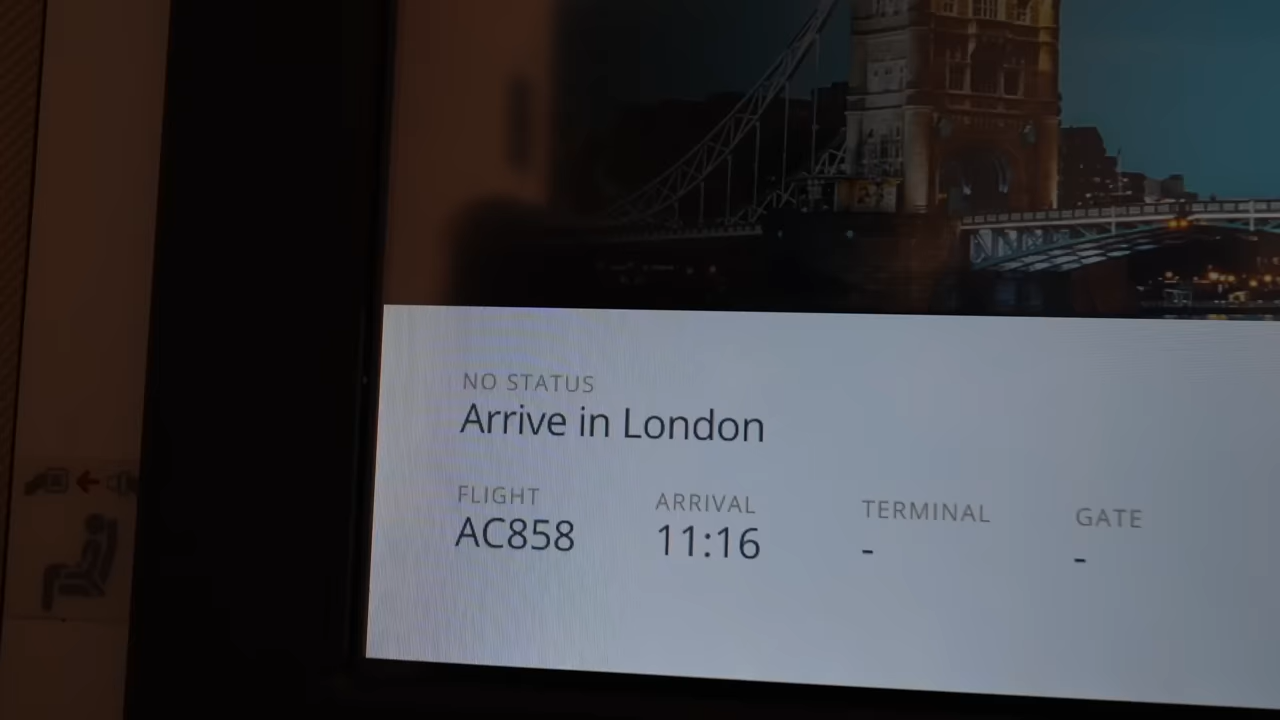 NO STATUS
Arrive in London
FLIGHT ARRIVAL TERMINAL GATE
AC858 11:16 - -